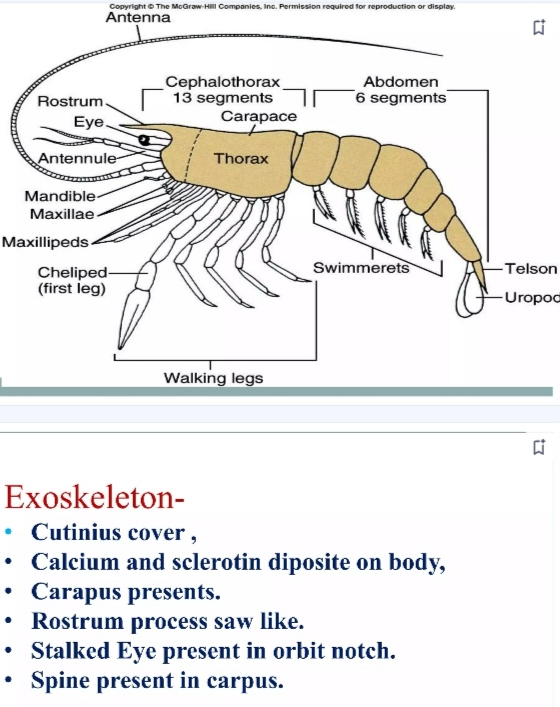 Copyright © The McGraw-Hill Companies, Inc. Permission required for reproduction or display.
Antenna
Cephalothorax
13 segments
Abdomen
6 segments
Rostrum
Carapace
Eye
Antennule
Thorax
Mandible
Maxillae
Maxillipeds
Cheliped
(first leg)
Swimmerets
Telson
Uropod
Walking legs
Exoskeleton-
• Cutinius cover ,
• Calcium and sclerotin diposite on body,
• Carapus presents.
• Rostrum process saw like.
• Stalked Eye present in orbit notch.
• Spine present in carpus.